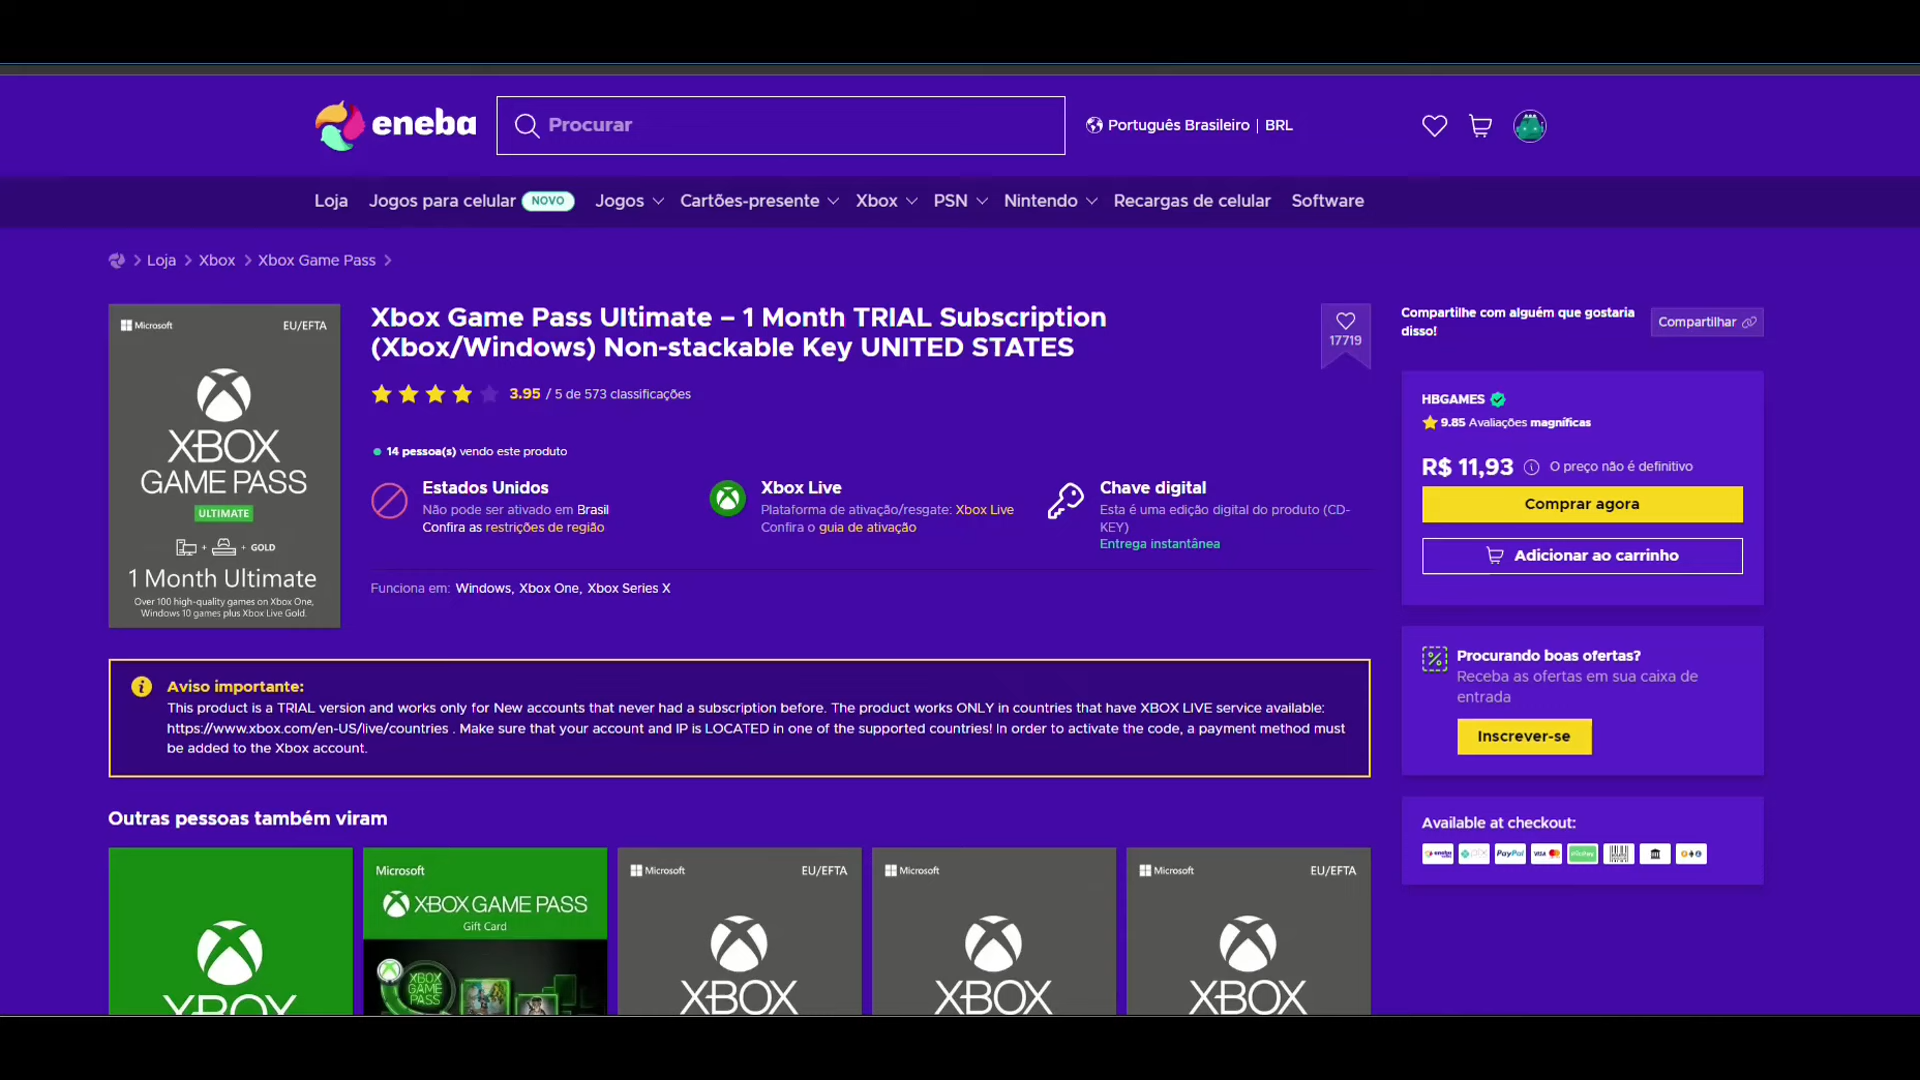 eneba
Procurar
Português Brasileiro | BRL
Loja
Jogos para celular NOVO
Jogos
Cartões-presente
Xbox
PSN
Nintendo
Recargas de celular
Software
Loja > Xbox > Xbox Game Pass >
Microsoft
EU/EFTA
XBOX
GAME PASS
ULTIMATE
+ + GOLD
1 Month Ultimate
Over 100 high-quality games on Xbox One,
Windows 10 games plus Xbox Live Gold.
Xbox Game Pass Ultimate – 1 Month TRIAL Subscription
(Xbox/Windows) Non-stackable Key UNITED STATES
3.95 / 5 de 573 classificações
17719
14 pessoa(s) vendo este produto
Estados Unidos
Não pode ser ativado em Brasil
Confira as restrições de região
Xbox Live
Plataforma de ativação/resgate: Xbox Live
Confira o guia de ativação
Chave digital
Esta é uma edição digital do produto (CD-
KEY)
Entrega instantânea
Funciona em: Windows, Xbox One, Xbox Series X
Compartilhe com alguém que gostaria
disso!
Compartilhar
HBGAMES
9.85 Avaliações magníficas
R$ 11,93 O preço não é definitivo
Comprar agora
Adicionar ao carrinho
Procurando boas ofertas?
Receba as ofertas em sua caixa de
entrada
Inscrever-se
Available at checkout:
eneba
PayPal
VISA
Aviso importante:
This product is a TRIAL version and works only for New accounts that never had a subscription before. The product works ONLY in countries that have XBOX LIVE service available:
https://www.xbox.com/en-US/live/countries . Make sure that your account and IP is LOCATED in one of the supported countries! In order to activate the code, a payment method must
be added to the Xbox account.
Outras pessoas também viram
XBOX
Microsoft
XBOX GAME PASS
Gift Card
XBOX
GAME
PASS
Microsoft
EU/EFTA
XBOX
Microsoft
XBOX
Microsoft
EU/EFTA
XBOX